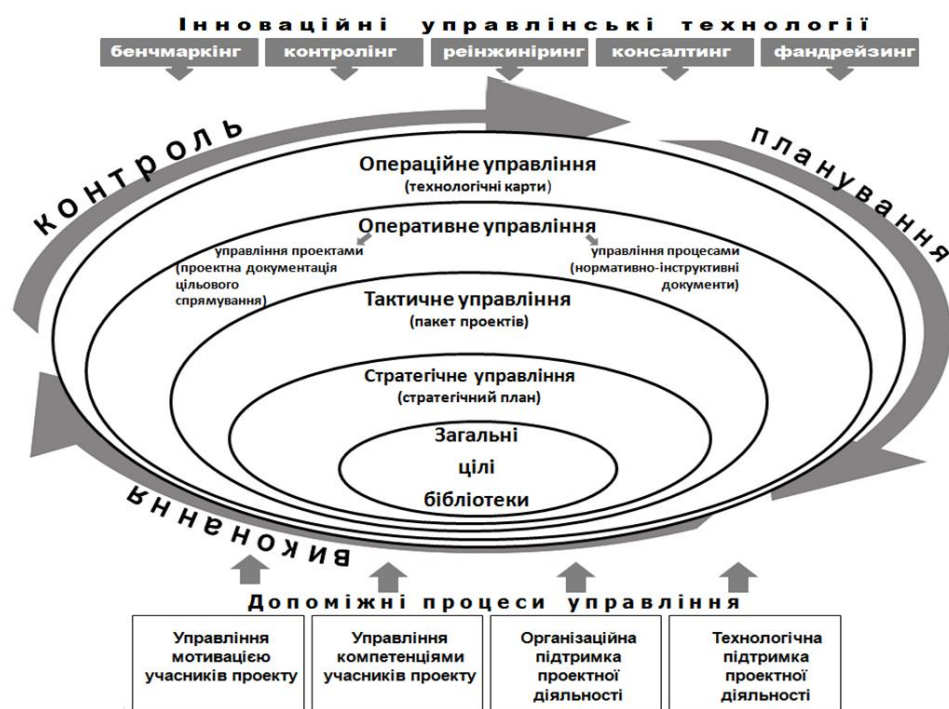 Інноваційні управлінські технології
бенчмаркінг контролінг реінжиніринг консалтинг фандрейзинг
контроль
планування
Операційне управління
(технологічні карти)
Оперативне управління
управління проектами
(проектна документація
цільового
спрямування)
управління процесами
(нормативно-інструктивні
документи)
Тактичне управління
(пакет проектів)
Стратегічне управління
(стратегічний план)
Загальні
цілі
бібліотеки
виконання
Допоміжні процеси управління
Управління
мотивацією
учасників проекту
Управління
компетенціями
учасників проекту
Організаційна
підтримка
проектної
діяльності
Технологічна
підтримка
проектної
діяльності